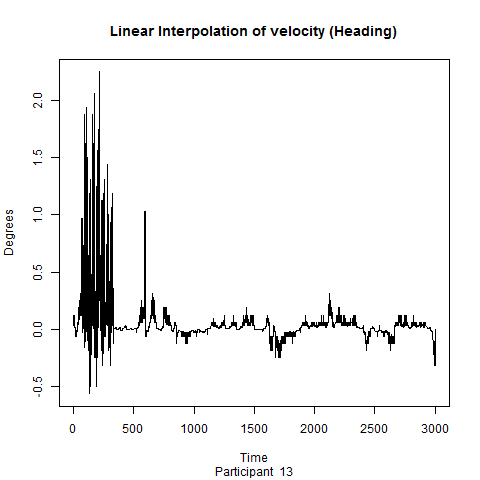 Linear Interpolation of velocity (Heading)
Degrees
2.0
1.5
1.0
0.5
0.0
-0.5
0 500 1000 1500 2000 2500 3000
Time
Participant 13